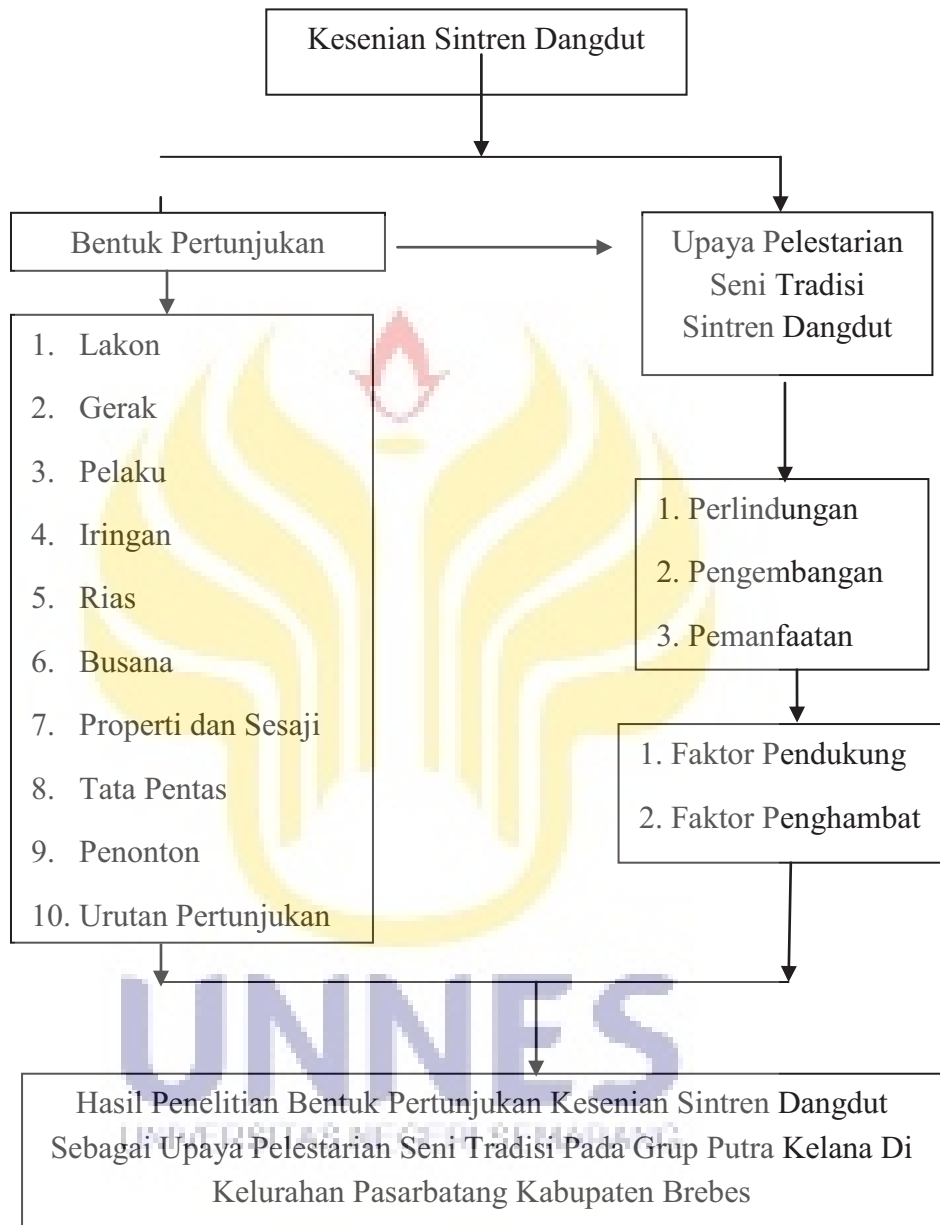 Kesenian Sintren Dangdut
Bentuk Pertunjukan
Upaya Pelestarian
Seni Tradisi
Sintren Dangdut
1. Lakon
2. Gerak
3. Pelaku
4. Iringan
5. Rias
6. Busana
7. Properti dan Sesaji
8. Tata Pentas
9. Penonton
10. Urutan Pertunjukan
1. Perlindungan
2. Pengembangan
3. Pemanfaatan
1. Faktor Pendukung
2. Faktor Penghambat
UNNES
UNIVERSITAS NEGERI SEMARANG
Hasil Penelitian Bentuk Pertunjukan Kesenian Sintren Dangdut
Sebagai Upaya Pelestarian Seni Tradisi Pada Grup Putra Kelana Di
Kelurahan Pasarbatang Kabupaten Brebes